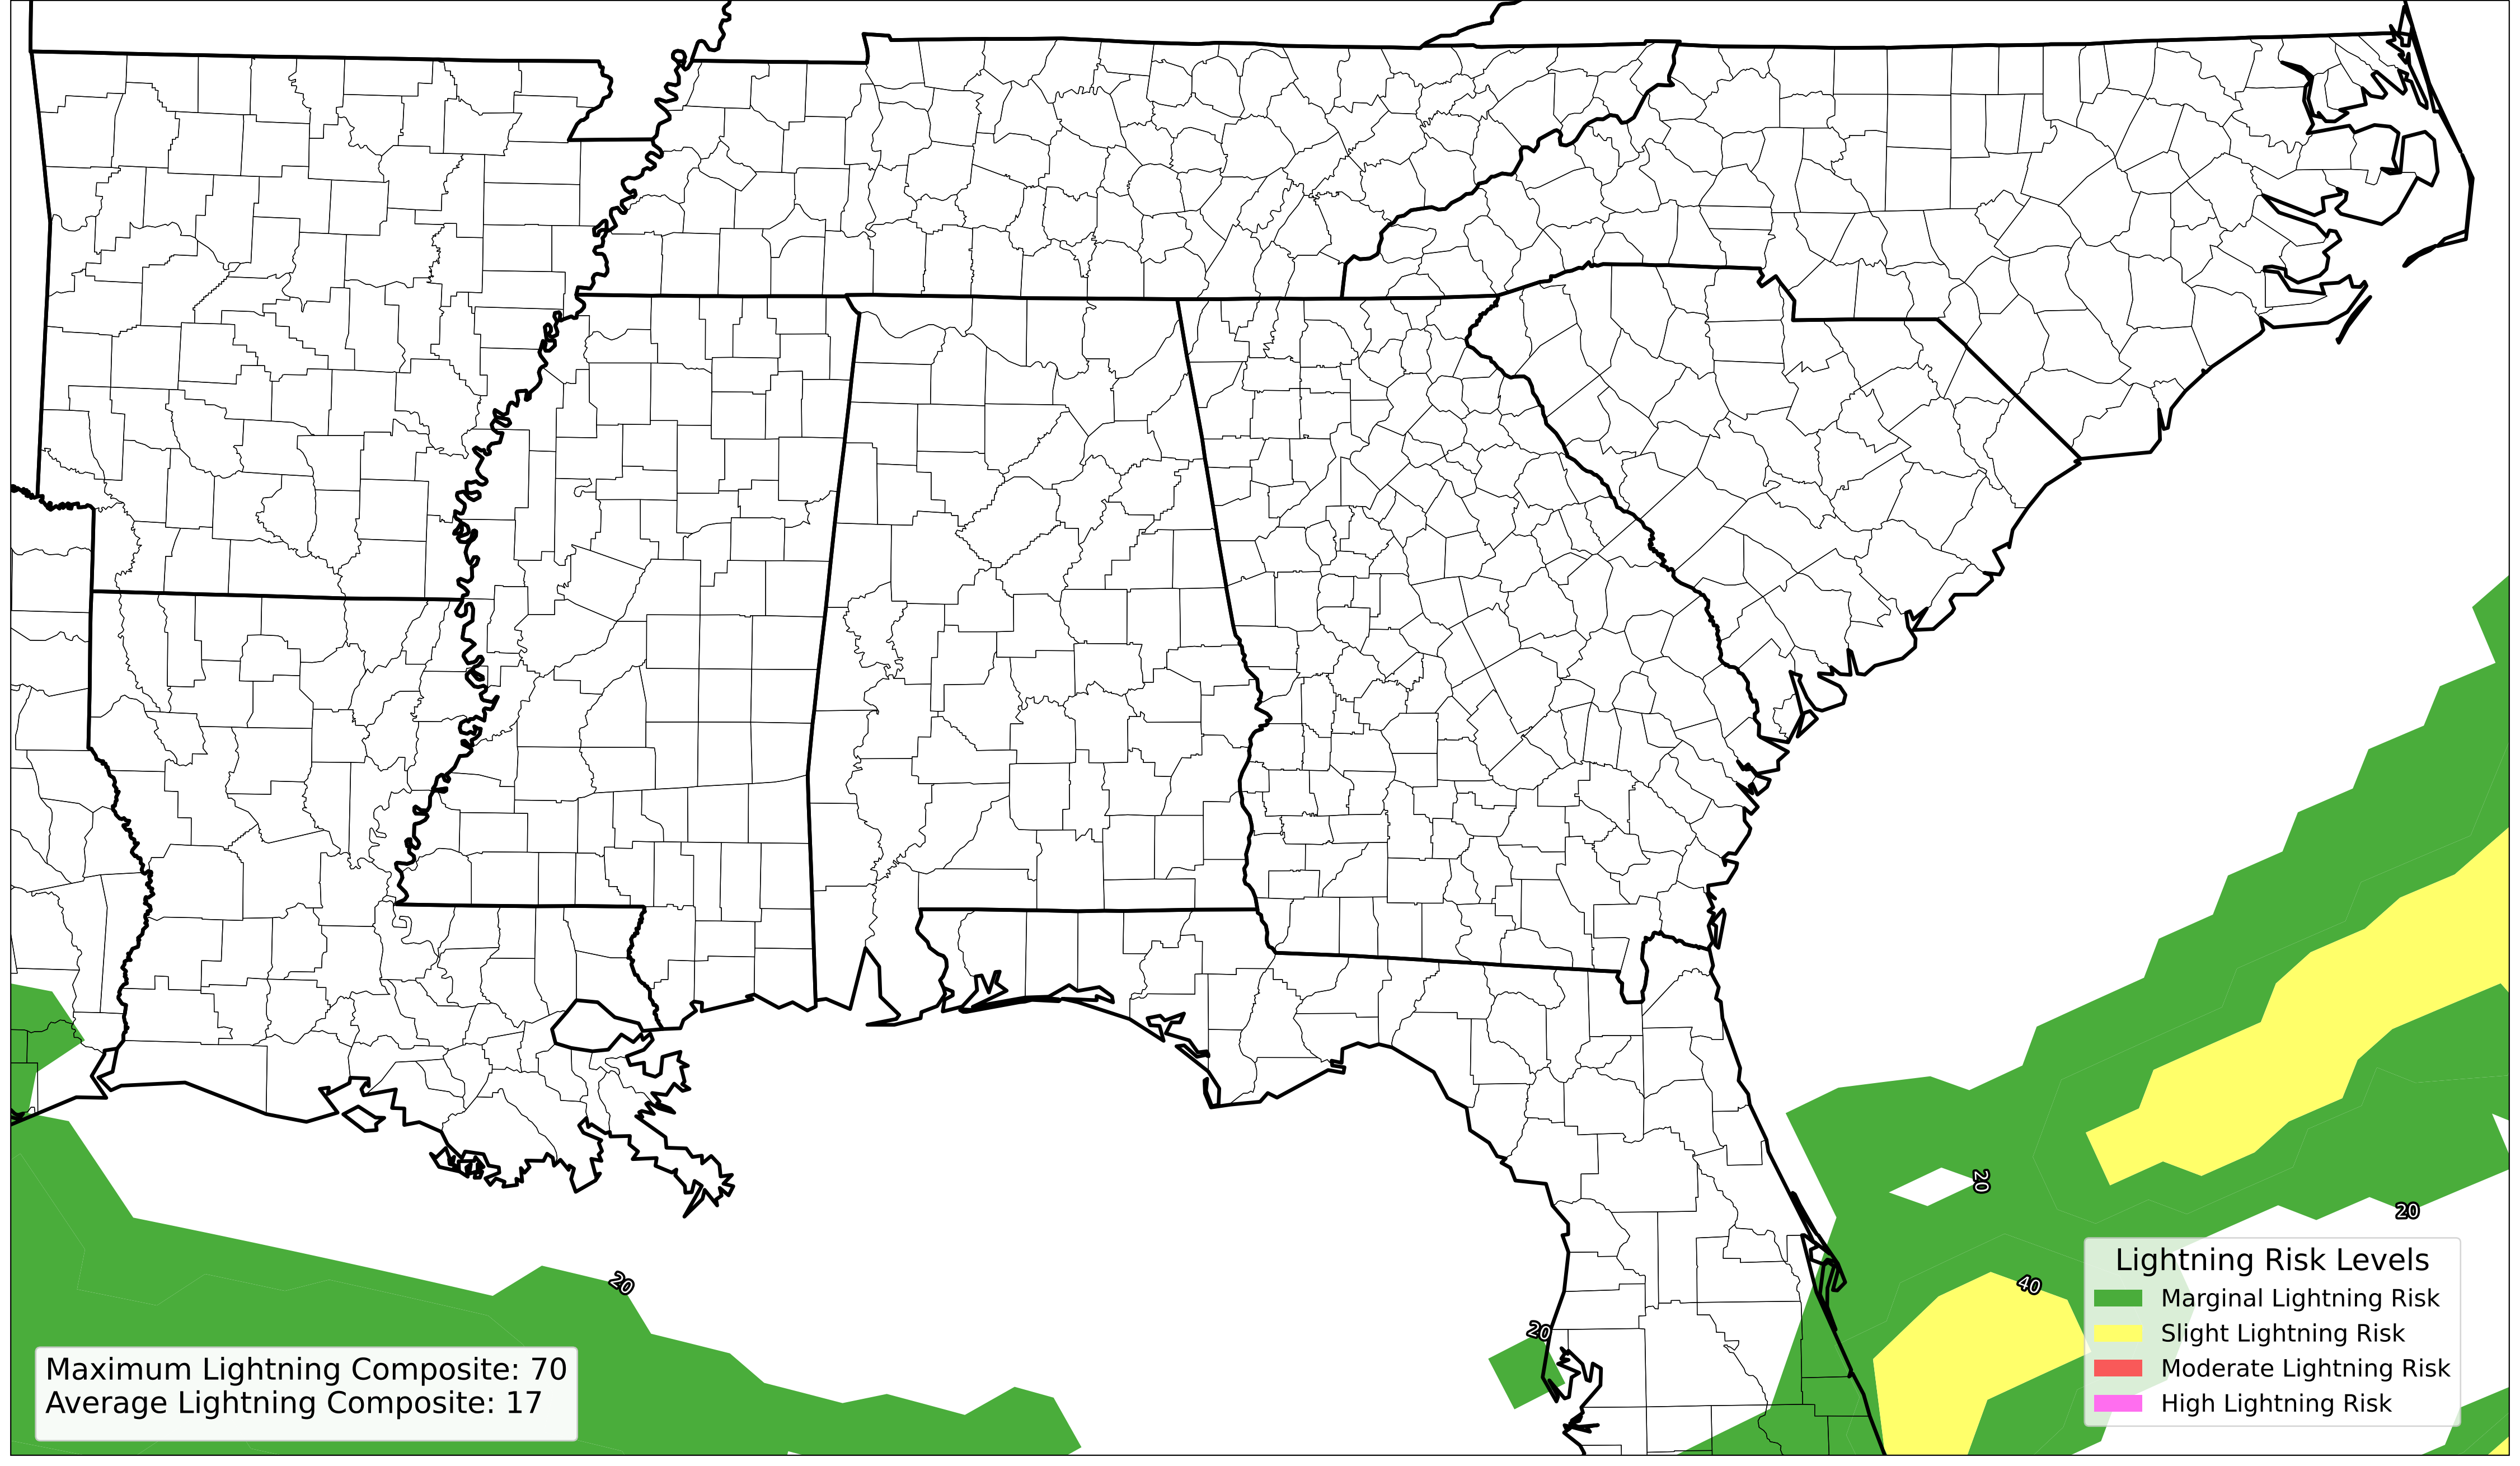 20
20
20
40
20
Lightning Risk Levels
Marginal Lightning Risk
Slight Lightning Risk
Moderate Lightning Risk
High Lightning Risk
Maximum Lightning Composite: 70
Average Lightning Composite: 17